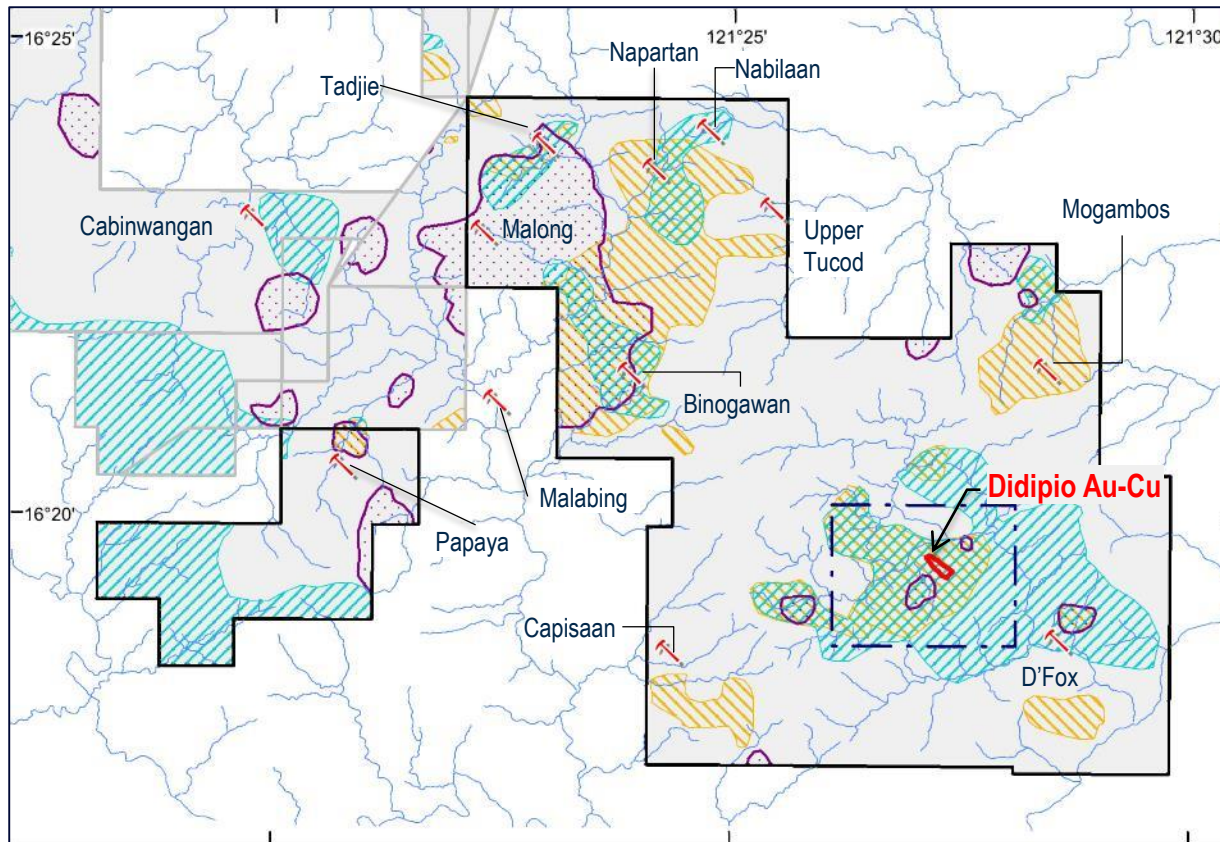 16°25'
121°25'
121°30
Napartan
Nabilaan
Tadjie
Mogambos
Cabinwangan
Malong
Upper
Tucod
Binogawan
Didipio Au-Cu
Malabing
16°20'
Papaya
Capisaan
D'Fox